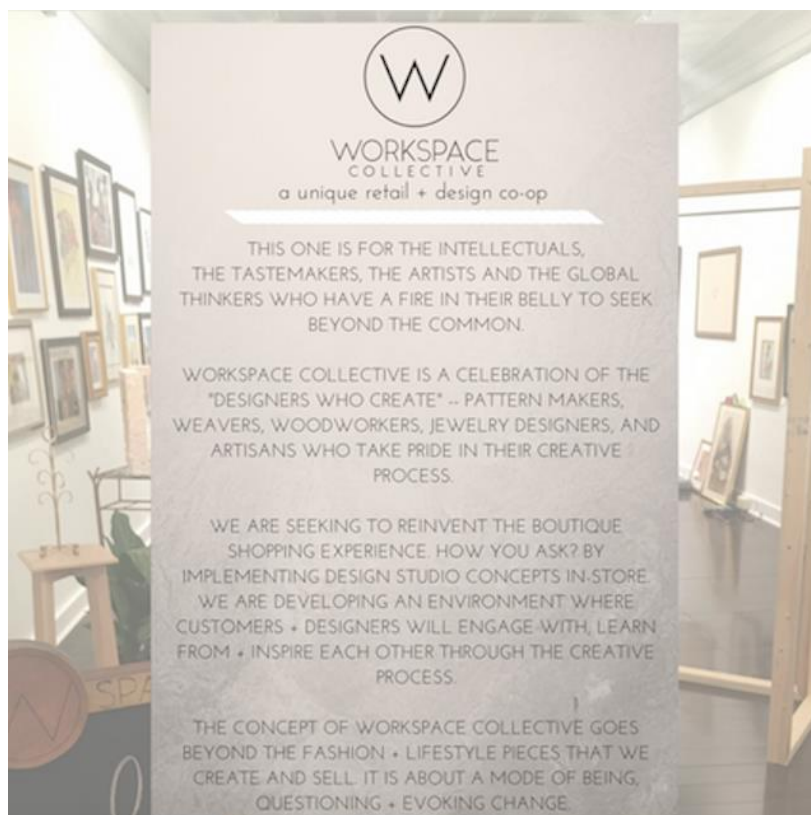 W
WORKSPACE
COLLECTIVE
a unique retail + design co-op
THIS ONE IS FOR THE INTELLECTUALS,
THE TASTEMAKERS, THE ARTISTS AND THE GLOBAL
THINKERS WHO HAVE A FIRE IN THEIR BELLY TO SEEK
BEYOND THE COMMON.
WORKSPACE COLLECTIVE IS A CELEBRATION OF THE
"DESIGNERS WHO CREATE" -- PATTERN MAKERS,
WEAVERS, WOODWORKERS, JEWELRY DESIGNERS, AND
ARTISANS WHO TAKE PRIDE IN THEIR CREATIVE
PROCESS.
WE ARE SEEKING TO REINVENT THE BOUTIQUE
SHOPPING EXPERIENCE. HOW YOU ASK? BY
IMPLEMENTING DESIGN STUDIO CONCEPTS IN-STORE.
WE ARE DEVELOPING AN ENVIRONMENT WHERE
CUSTOMERS + DESIGNERS WILL ENGAGE WITH, LEARN
FROM + INSPIRE EACH OTHER THROUGH THE CREATIVE
PROCESS.
THE CONCEPT OF WORKSPACE COLLECTIVE GOES
BEYOND THE FASHION + LIFESTYLE PIECES THAT WE
CREATE AND SELL. IT IS ABOUT A MODE OF BEING,
QUESTIONING + EVOKING CHANGE.
W SPA